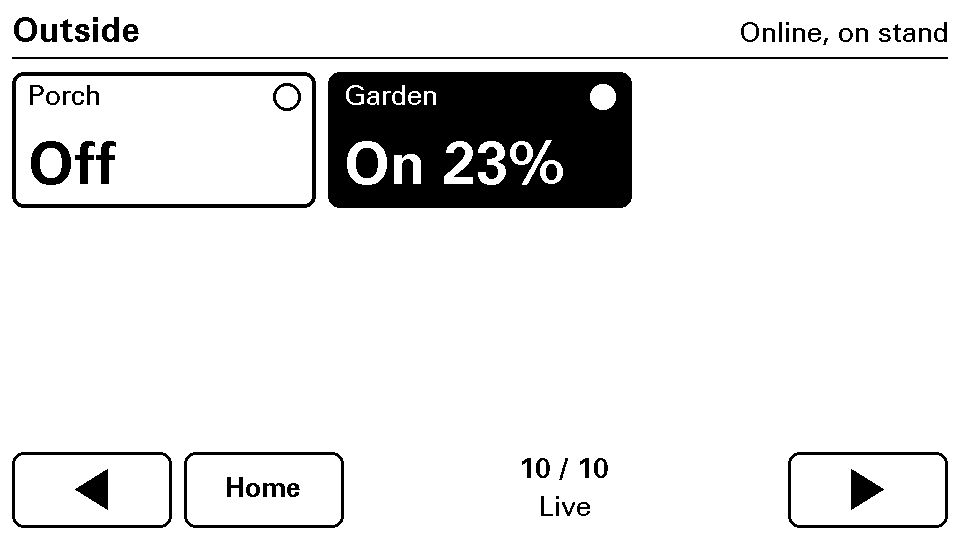 Outside
Online, on stand
Porch
Off
Garden
On 23%
Home
10 / 10
Live